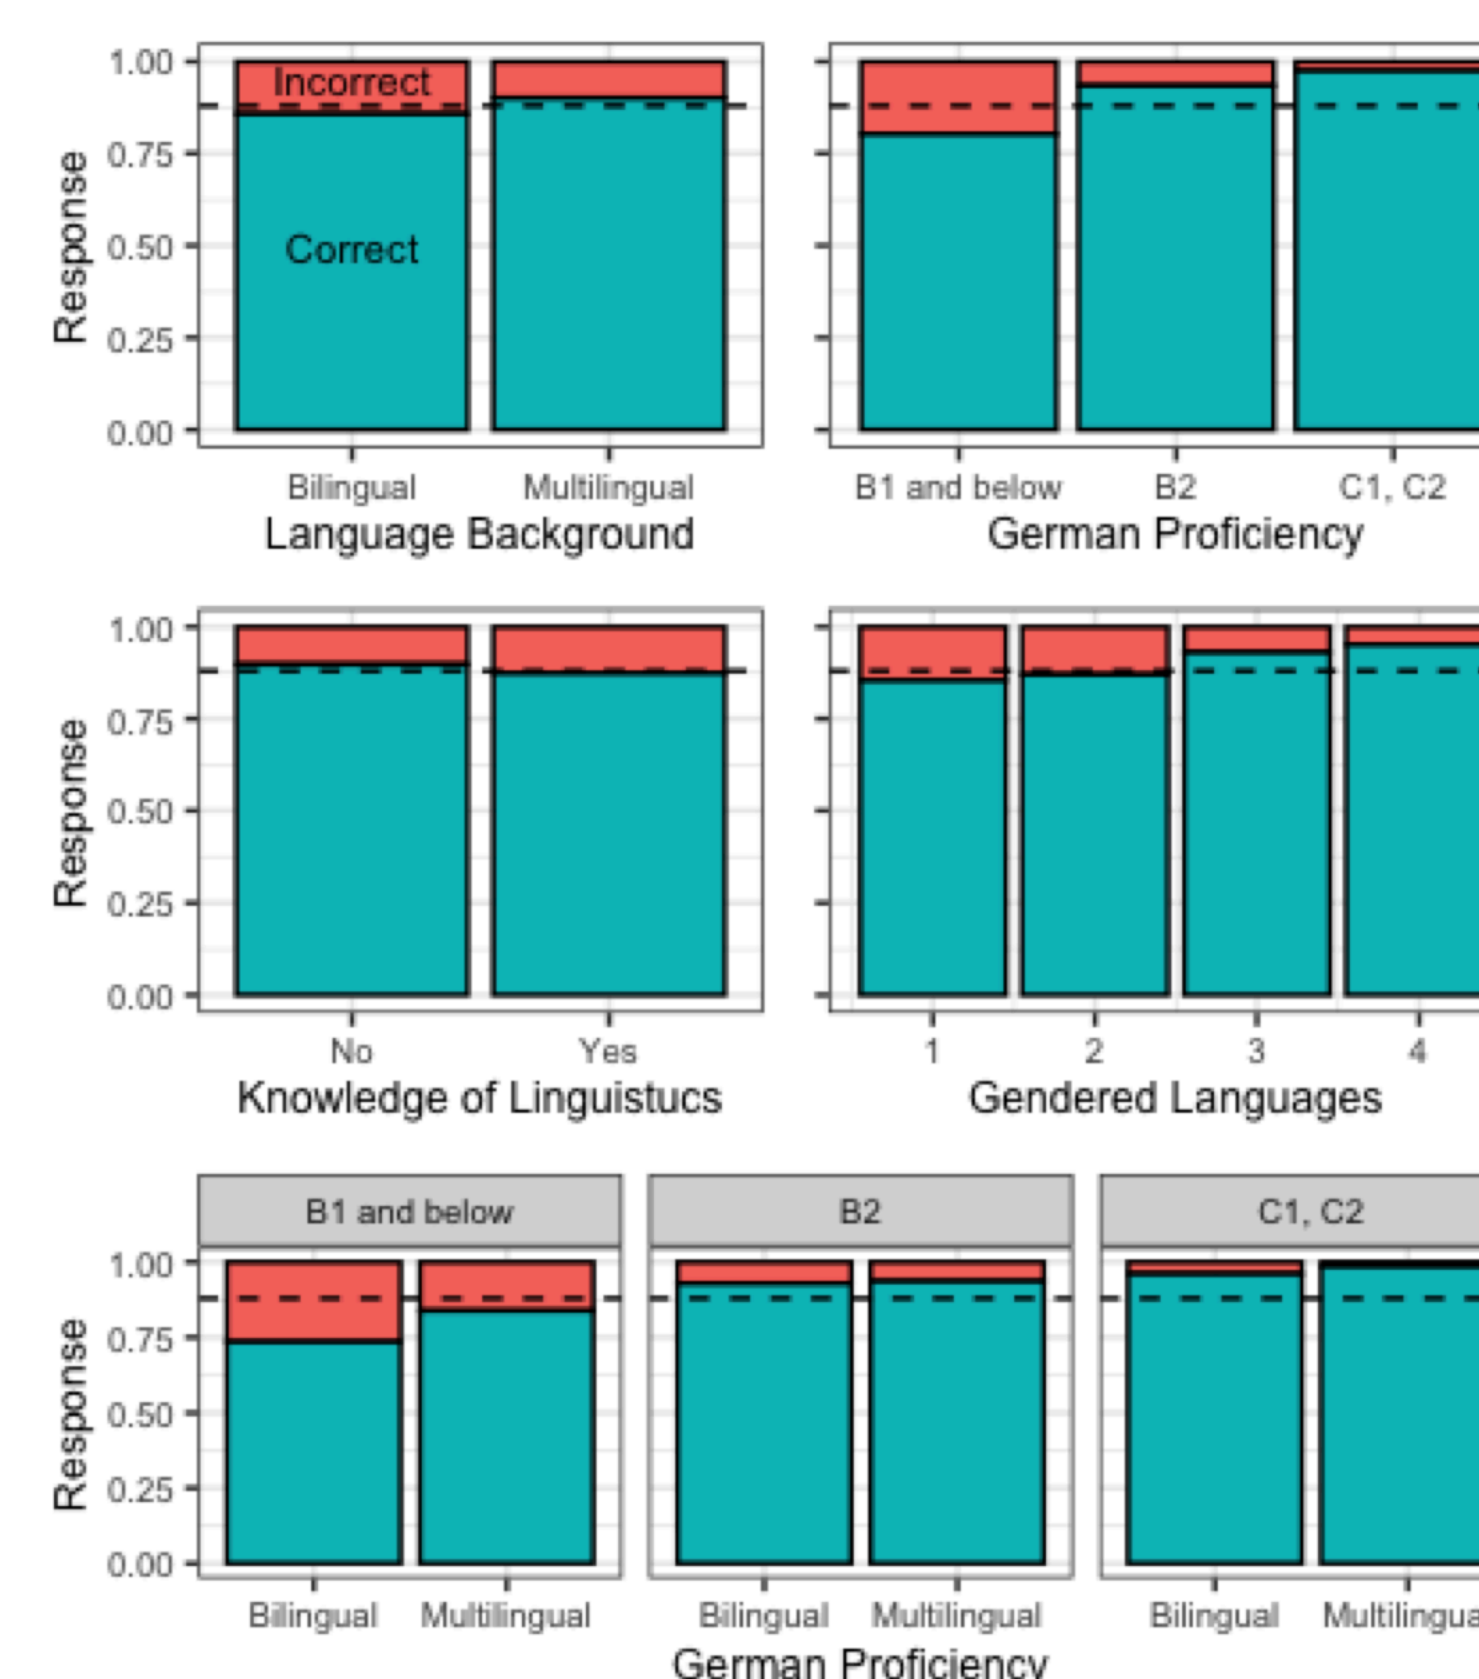 1.00
Incorrect
0.75
Response
0.50
Correct
0.25
0.00
Bilingual Multilingual
Language Background
B1 and below B2 C1, C2
German Proficiency
1.00
0.75
Response
0.50
0.25
0.00
No Yes
Knowledge of Linguistucs
1 2 3 4
Gendered Languages
B1 and below B2 C1, C2
1.00
0.75
Response
0.50
0.25
0.00
Bilingual Multilingual Bilingual Multilingual Bilingual Multilingua
German Proficiency